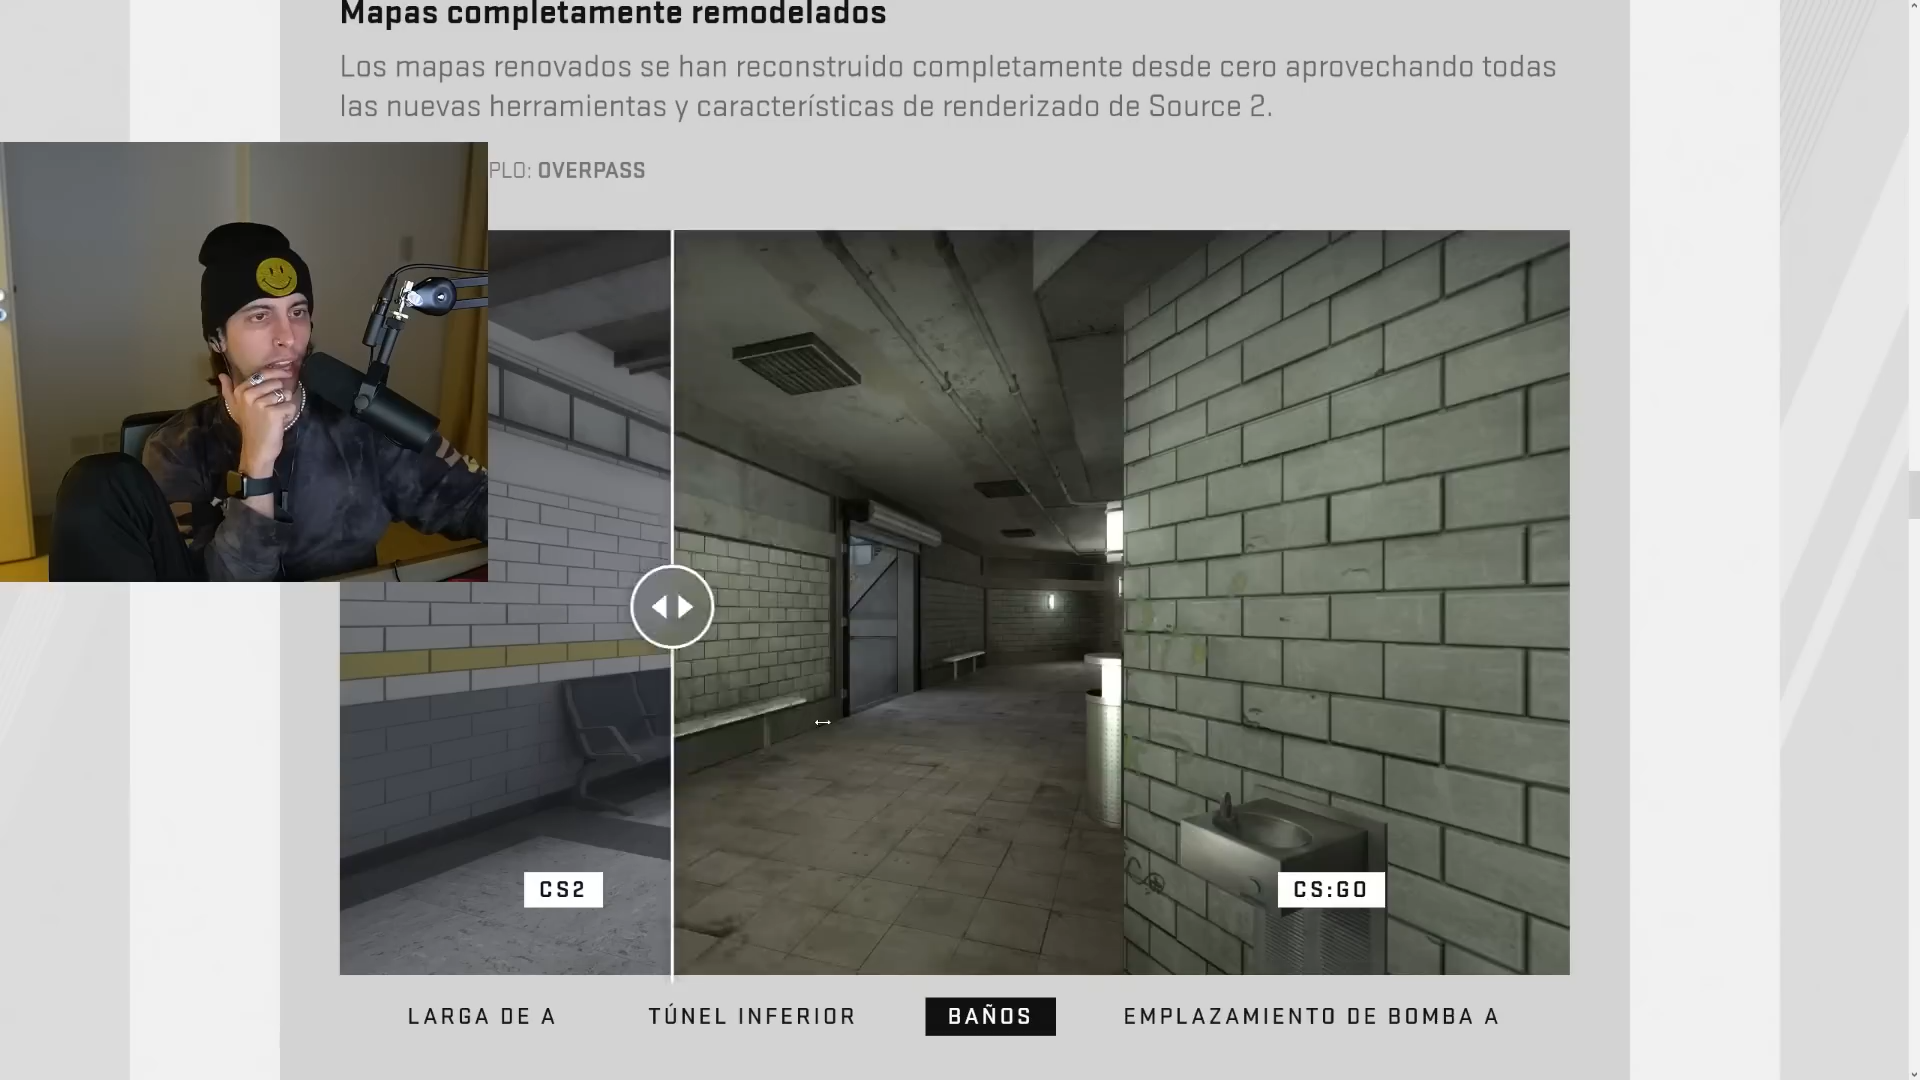 Mapas completamente remodelados
Los mapas renovados se han reconstruido completamente desde cero aprovechando todas
las nuevas herramientas y características de renderizado de Source 2.
PLO: OVERPASS
CS2
CS:GO
LARGA DE A
TÚNEL INFERIOR
BAÑOS
EMPLAZAMIENTO DE BOMBA A